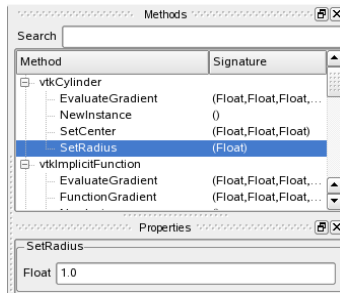 Methods
Search
Method Signature
vtkCylinder
EvaluateGradient (Float,Float,Float,...
NewInstance ()
SetCenter (Float,Float,Float)
SetRadius (Float)
vtkImplicitFunction
EvaluateGradient (Float,Float,Float,...
FunctionGradient (Float,Float,Float,...
Properties
SetRadius
Float 1.0